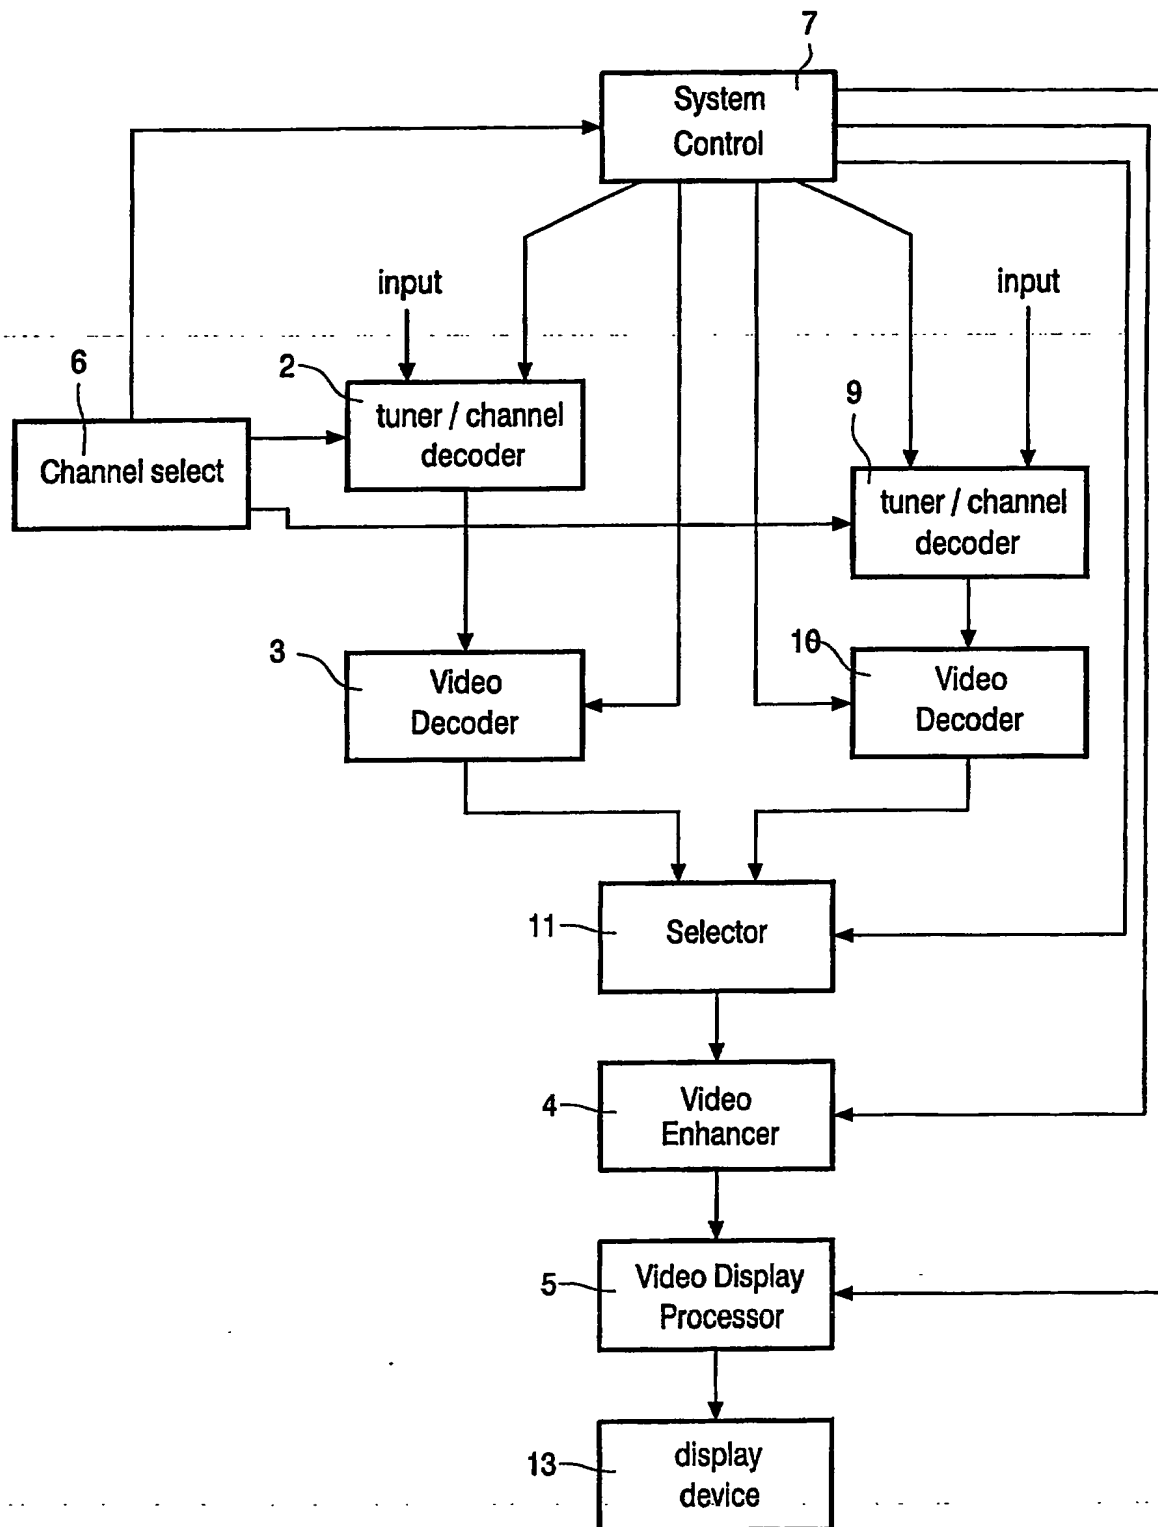 7
System
Control
input
input
6
Channel select
2
tuner / channel
decoder
9
tuner / channel
decoder
3
Video
Decoder
10
Video
Decoder
11
Selector
4
Video
Enhancer
5
Video Display
Processor
13
display
device